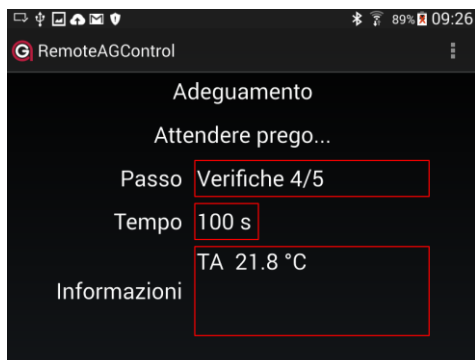 89% 09:26
RemoteAGControl
Adeguamento
Attendere prego...
Passo Verifiche 4/5
Tempo 100 s
Informazioni TA 21.8 °C